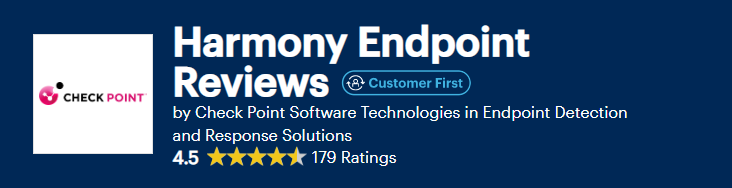 CHECK POINT
Harmony Endpoint
Reviews
Customer First
by Check Point Software Technologies in Endpoint Detection
and Response Solutions
4.5 179 Ratings